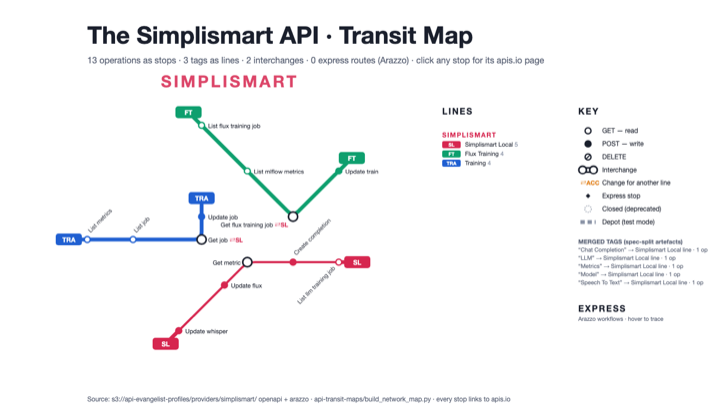 The Simplismart API · Transit Map
13 operations as stops · 3 tags as lines · 2 interchanges · 0 express routes (Arazzo) · click any stop for its apis.io page
SIMPLISMART
FT
List flux training job
List mlflow metrics
FT
Update train
TRA
Update job
Get flux training job ⇄SL
TRA
List metrics
List job
Get job ⇄SL
Create completion
Get metric
SL
List llm training job
Update flux
Update whisper
SL
LINES
SIMPLISMART
SL Simplismart Local 5
FT Flux Training 4
TRA Training 4
KEY
GET — read
POST — write
DELETE
Interchange
⇄ACC Change for another line
Express stop
Closed (deprecated)
Depot (test mode)
MERGED TAGS (spec-split artefacts)
"Chat Completion" → Simplismart Local line · 1 op
"LLM" → Simplismart Local line · 1 op
"Metrics" → Simplismart Local line · 1 op
"Model" → Simplismart Local line · 1 op
"Speech To Text" → Simplismart Local line · 1 op
EXPRESS
Arazzo workflows · hover to trace
Source: s3://api-evangelist-profiles/providers/simplismart/ openapi + arazzo · api-transit-maps/build_network_map.py · every stop links to apis.io